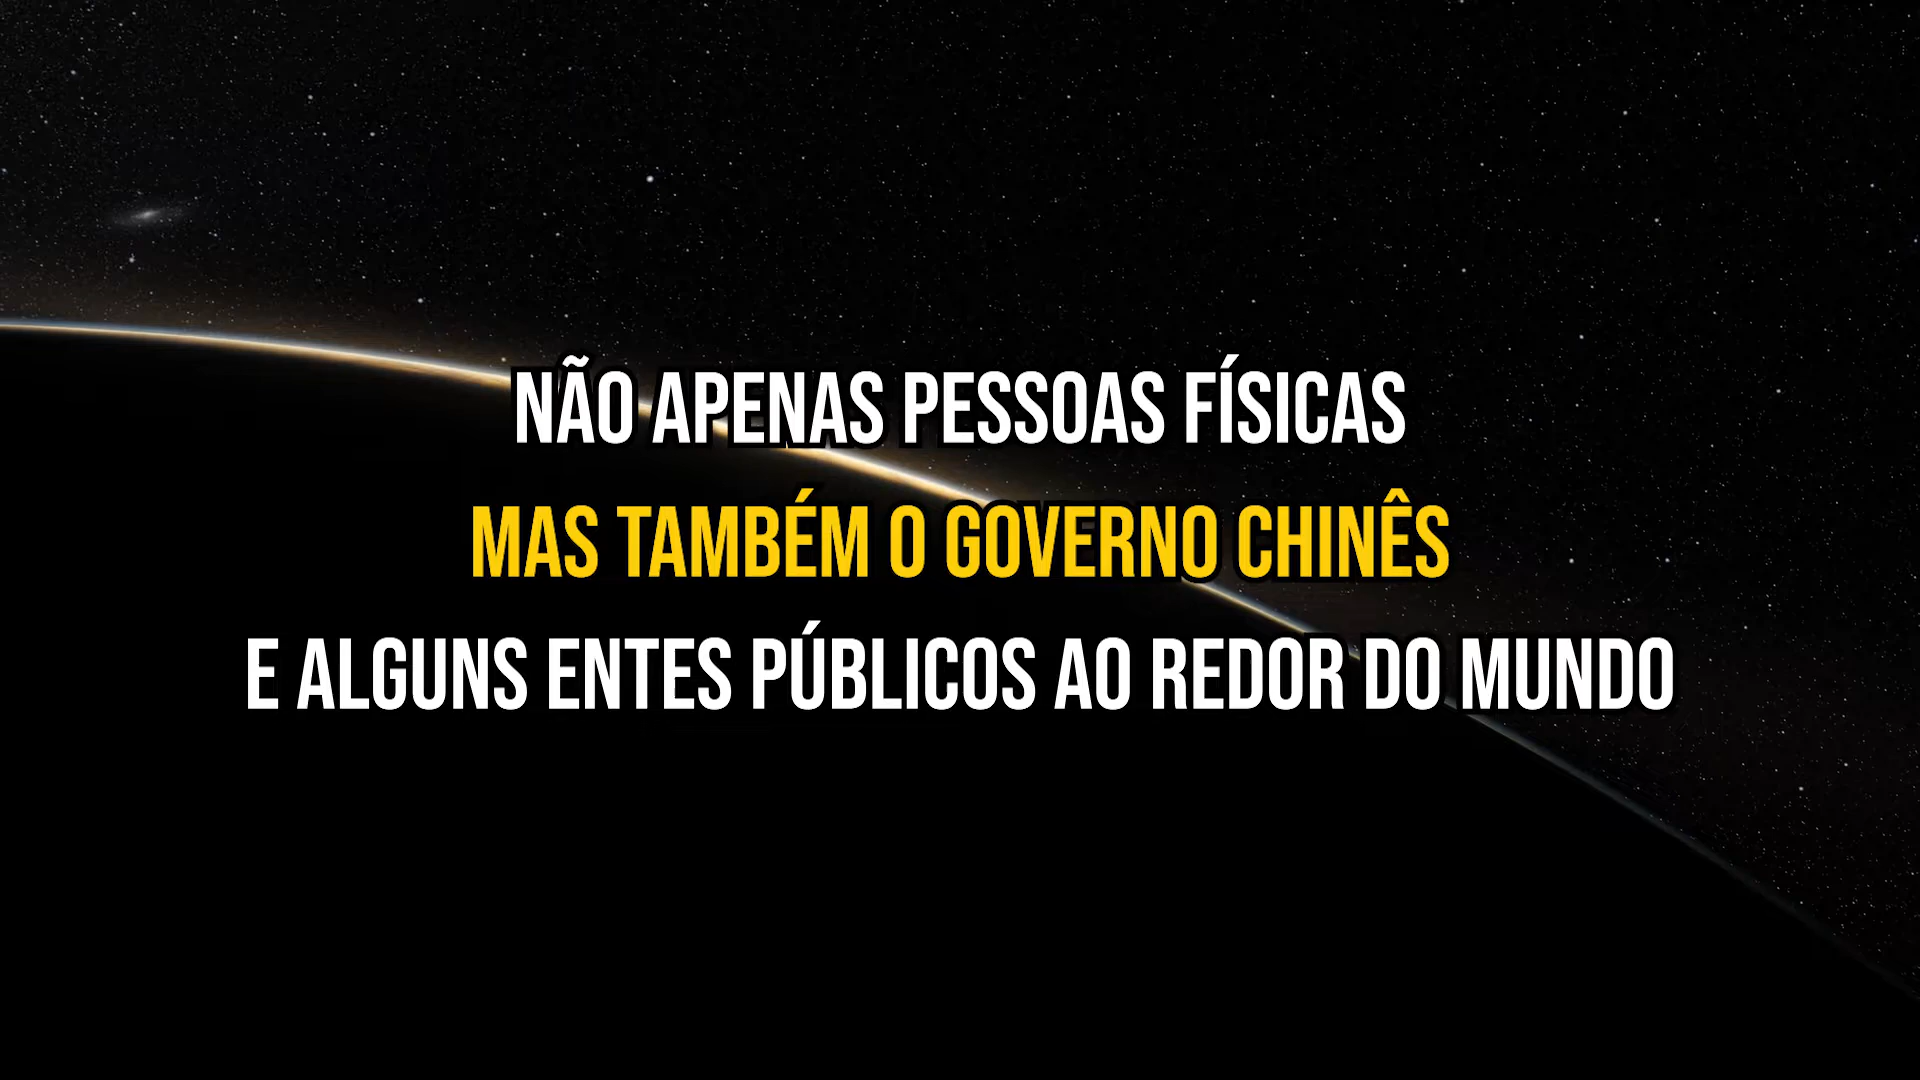 NÃO APENAS PESSOAS FÍSICAS
MAS TAMBÉM O GOVERNO CHINÊS
E ALGUNS ENTES PÚBLICOS AO REDOR DO MUNDO